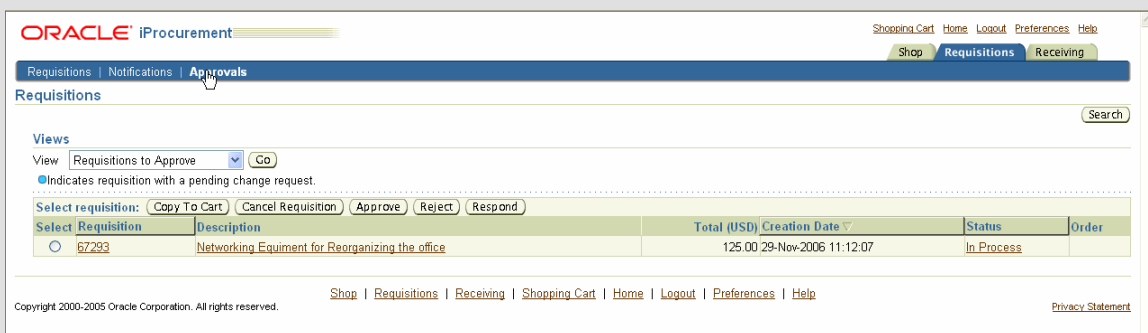 ORACLE® iProcurement
Shopping Cart Home Logout Preferences Help
Shop Requisitions Receiving
Requisitions | Notifications | Approvals
Requisitions
Search
Views
View Requisitions to Approve Go
Indicates requisition with a pending change request.
Select requisition: Copy To Cart Cancel Requisition Approve Reject Respond
Select Requisition Description Total (USD) Creation Date Status Order
67293 Networking Equiment for Reorganizing the office 125.00 29-Nov-2006 11:12:07 In Process
Shop | Requisitions | Receiving | Shopping Cart | Home | Logout | Preferences | Help
Copyright 2000-2005 Oracle Corporation. All rights reserved.
Privacy Statement